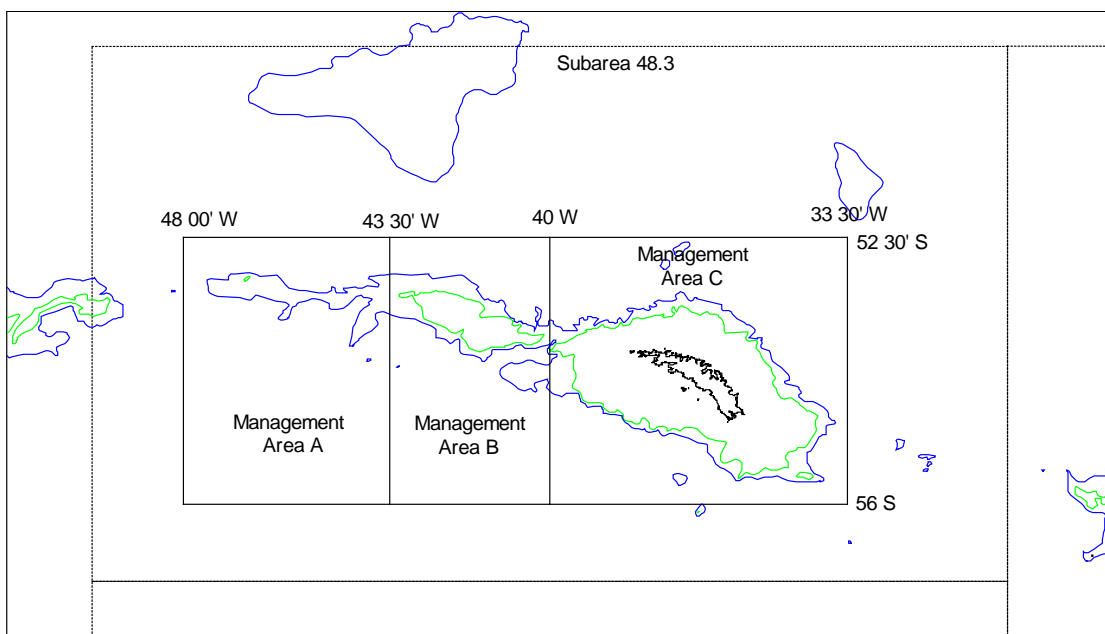 Subarea 48.3
48 00' W
43 30' W
40 W
33 30' W
52 30' S
Management
Area C
Management
Area A
Management
Area B
56 S